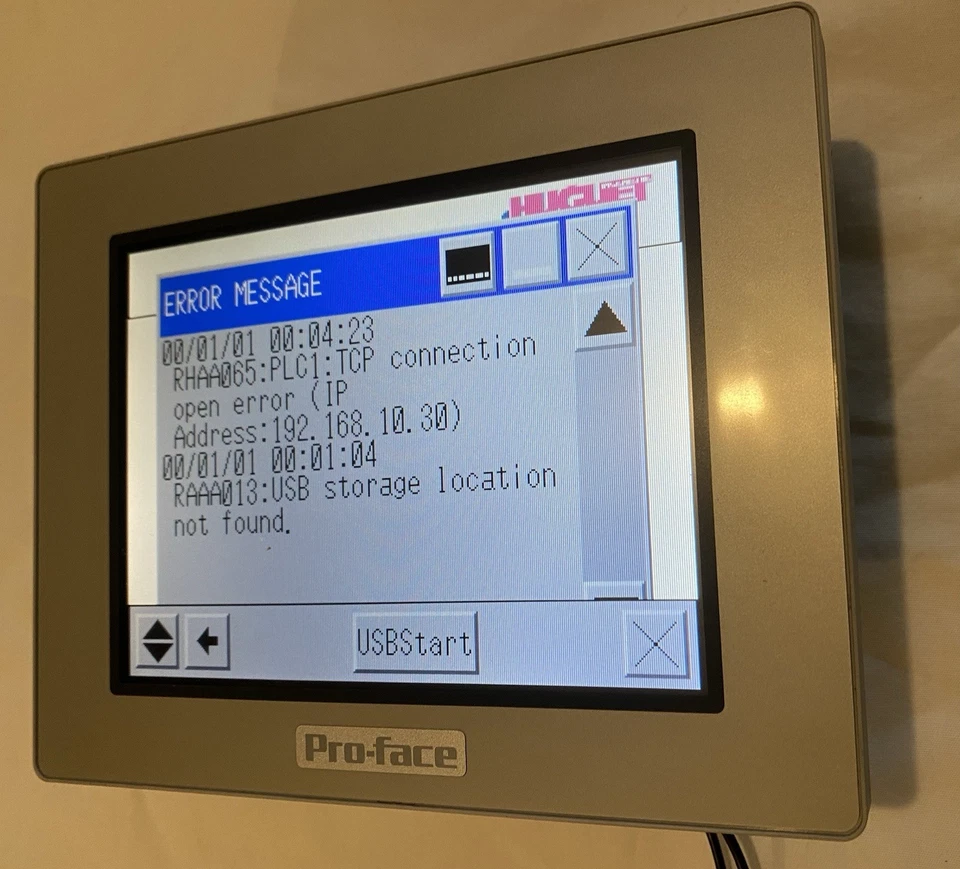 HUGUET
ERROR MESSAGE
00/01/01 00:04:23
RHAA065:PLC1:TCP connection
open error (IP
Address:192.168.10.30)
00/01/01 00:01:04
RAAA013:USB storage location
not found.
USBStart
Pro-face